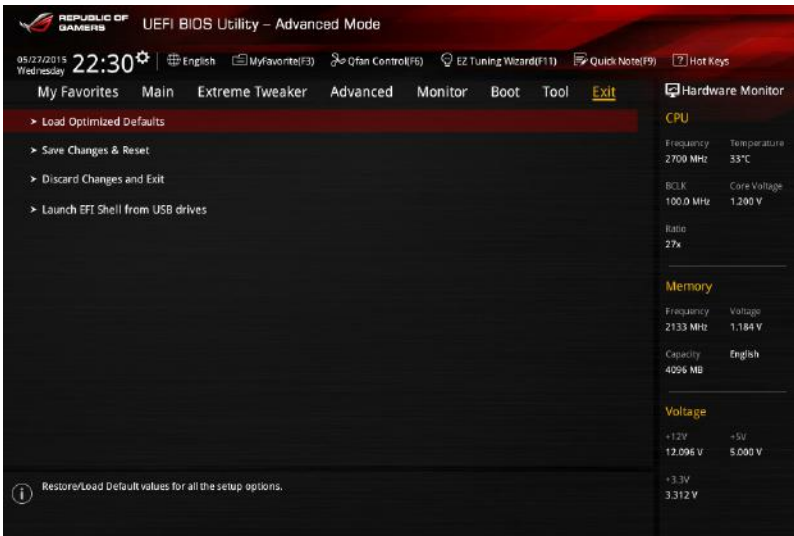 REPUBLIC OF GAMERS
UEFI BIOS Utility – Advanced Mode
05/27/2015 Wednesday 22:30 English MyFavorite(F3) Qfan Control(F6) EZ Tuning Wizard(F11) Quick Note(F9) ? Hot Keys
My Favorites Main Extreme Tweaker Advanced Monitor Boot Tool Exit
> Load Optimized Defaults
> Save Changes & Reset
> Discard Changes and Exit
> Launch EFI Shell from USB drives
Restore/Load Default values for all the setup options.
Hardware Monitor
CPU
Frequency Temperature
2700 MHz 33°C
BCLK Core Voltage
100.0 MHz 1.200 V
Ratio
27x
Memory
Frequency Voltage
2133 MHz 1.184 V
Capacity English
4096 MB
Voltage
+12V +5V
12.096 V 5.000 V
+3.3V
3.312 V